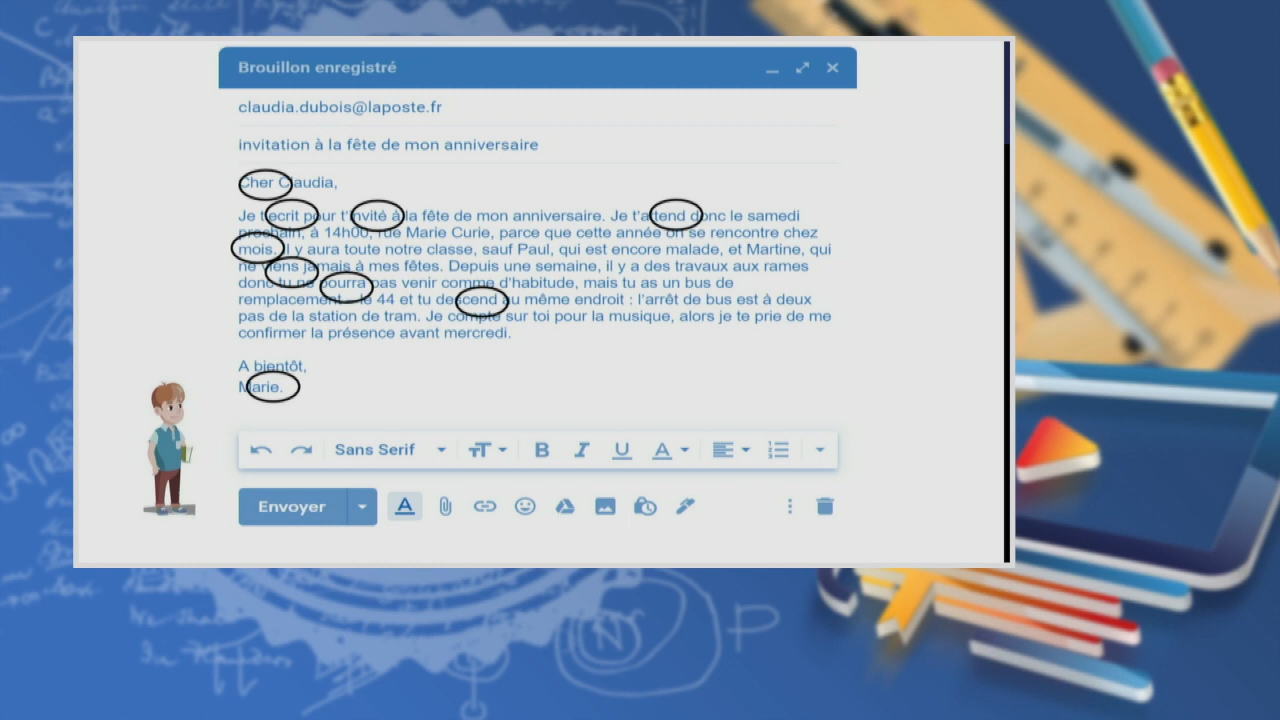 Brouillon enregistré
claudia.dubois@laposte.fr
invitation à la fête de mon anniversaire
Cher Claudia,
Je t'ecrit pour t'invité à la fête de mon anniversaire. Je t'attend donc le samedi
prochain, à 14h00, rue Marie Curie, parce que cette année on se rencontre chez
mois. Il y aura toute notre classe, sauf Paul, qui est encore malade, et Martine, qui
ne viens jamais à mes fêtes. Depuis une semaine, il y a des travaux aux rames
donc tu ne pourra pas venir comme d'habitude, mais tu as un bus de
remplacement : le 44 et tu descend au même endroit : l'arrêt de bus est à deux
pas de la station de tram. Je compte sur toi pour la musique, alors je te prie de me
confirmer la présence avant mercredi.
A bientôt,
Marie.
Sans Serif
B I U A
Envoyer
A
N
P